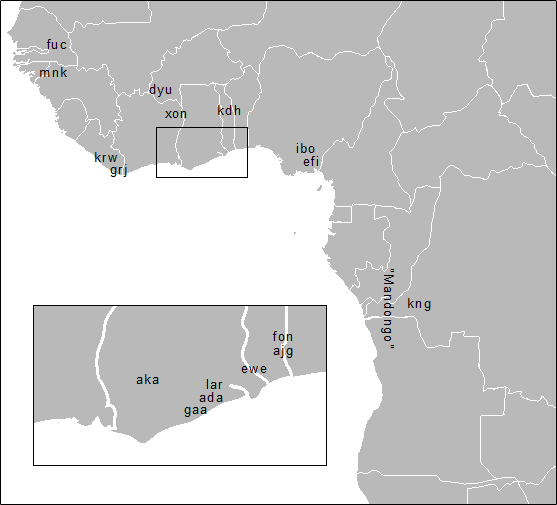 fuc
mnk
dyu
xon
kdh
krw
grj
ibo
efi
"Mandongo"
kng
fon
ajg
ewe
aka
lar
ada
gaa